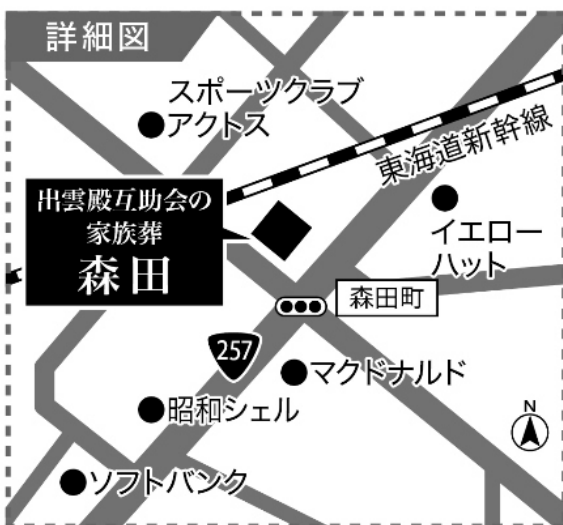 詳細図
スポーツクラブ
アクトス
東海道新幹線
出雲殿互助会の
家族葬
森田
イエロー
ハット
森田町
257
マクドナルド
昭和シェル
N
ソフトバンク